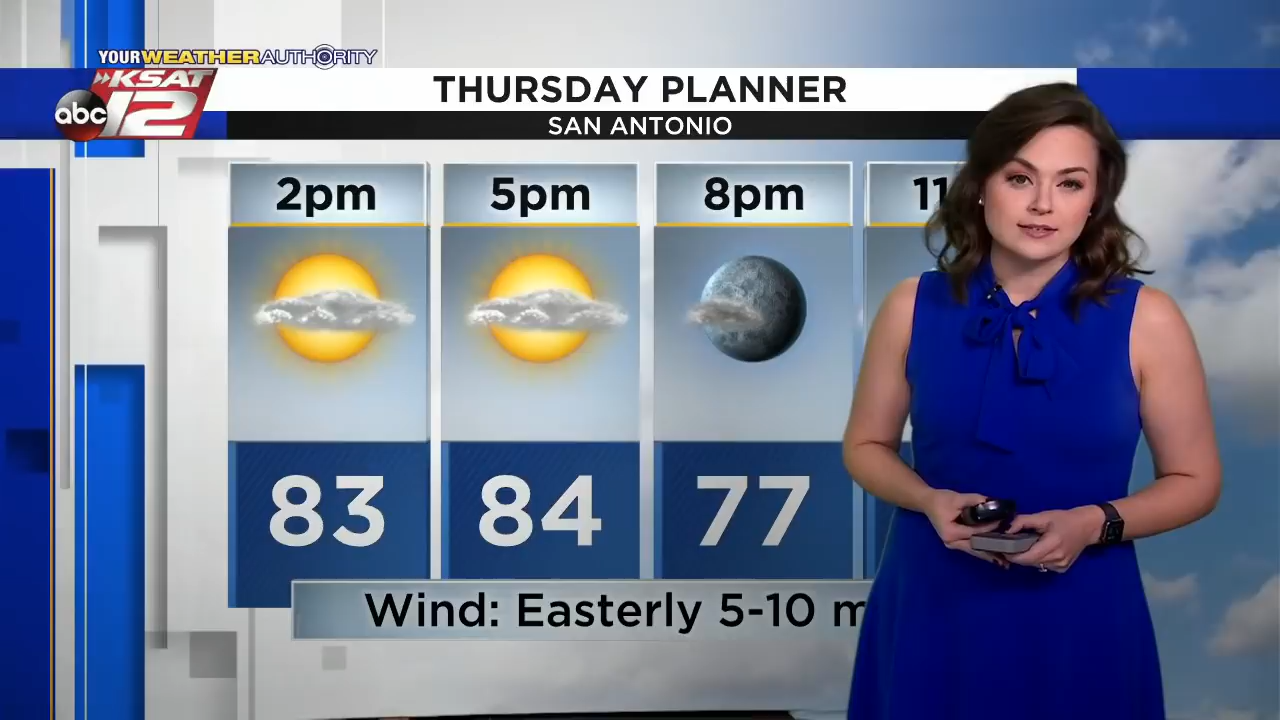 YOUR WEATHER AUTHORITY
KSAT
abc 12
THURSDAY PLANNER
SAN ANTONIO
2pm 5pm 8pm 11
83 84 77
Wind: Easterly 5-10 m